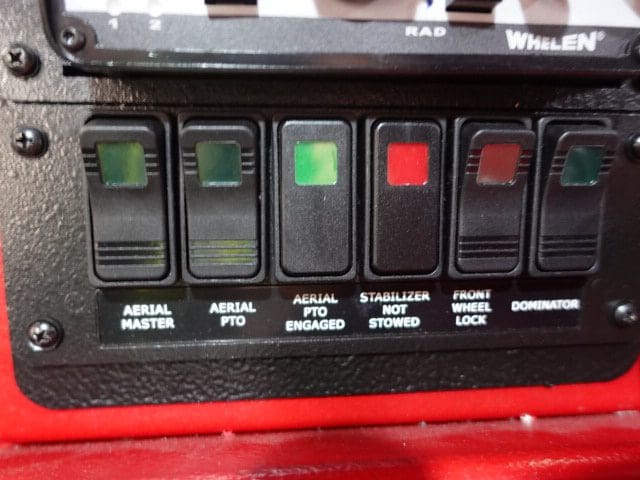 1 2
RAD
WHELEN®
AERIAL
MASTER
AERIAL
PTO
AERIAL
PTO
ENGAGED
STABILIZER
NOT
STOWED
FRONT
WHEEL
LOCK
DOMINATOR